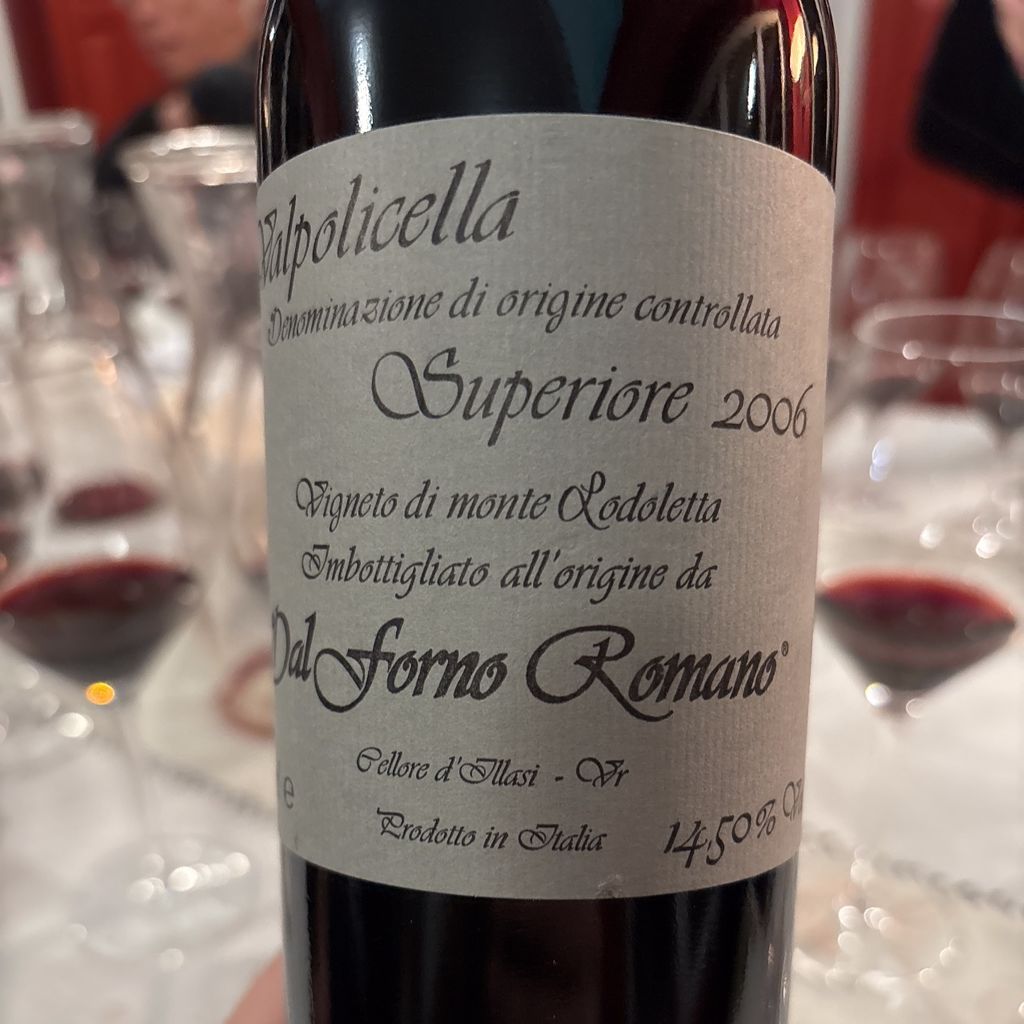 Valpolicella
Denominazione di origine controllata
Superiore 2006
Vigneto di monte Lodoletta
Imbottigliato all'origine da
Dal Forno Romano®
Cellore d'Illasi - Vr
e
Prodotto in Italia 14,50%